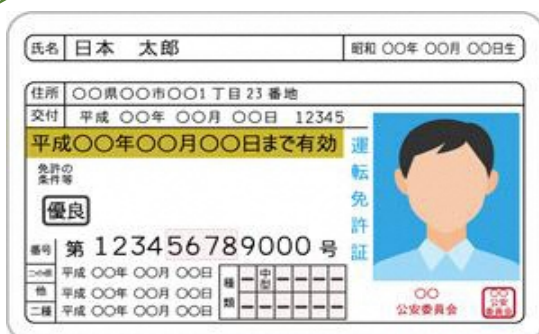 氏名 日本 太郎 昭和 〇〇年 〇〇月 〇〇日生
住所 〇〇県〇〇市〇〇1丁目23番地
交付 平成 〇〇年 〇〇月 〇〇日 12345
平成〇〇年〇〇月〇〇日まで有効
免許の
条件等
優良
番号 第 123456789000 号
平成 〇〇年 〇〇月 〇〇日
他 平成 〇〇年 〇〇月 〇〇日
二種 平成 〇〇年 〇〇月 〇〇日
種類
中型
運転免許証
〇〇
公安委員会
〇〇
公安
委員会